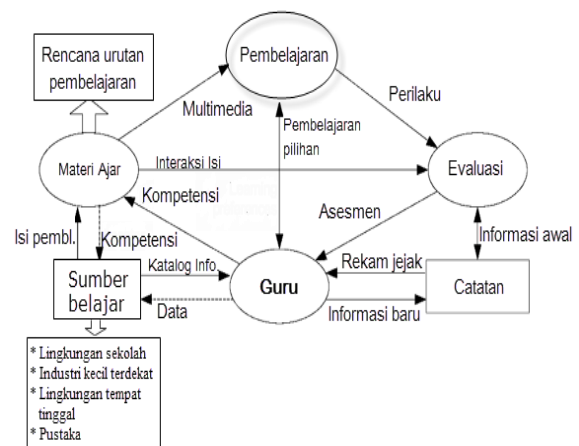 Rencana urutan
pembelajaran
Pembelajaran
Multimedia
Perilaku
Pembelajaran
pilihan
Materi Ajar
Interaksi Isi
Evaluasi
Kompetensi
Asesmen
Isi pembl.
Kompetensi
Informasi awal
Sumber
belajar
Katalog Info
Guru
Rekam jejak
Catatan
Data
Informasi baru
* Lingkungan sekolah
* Industri kecil terdekat
* Lingkungan tempat
tinggal
* Pustaka